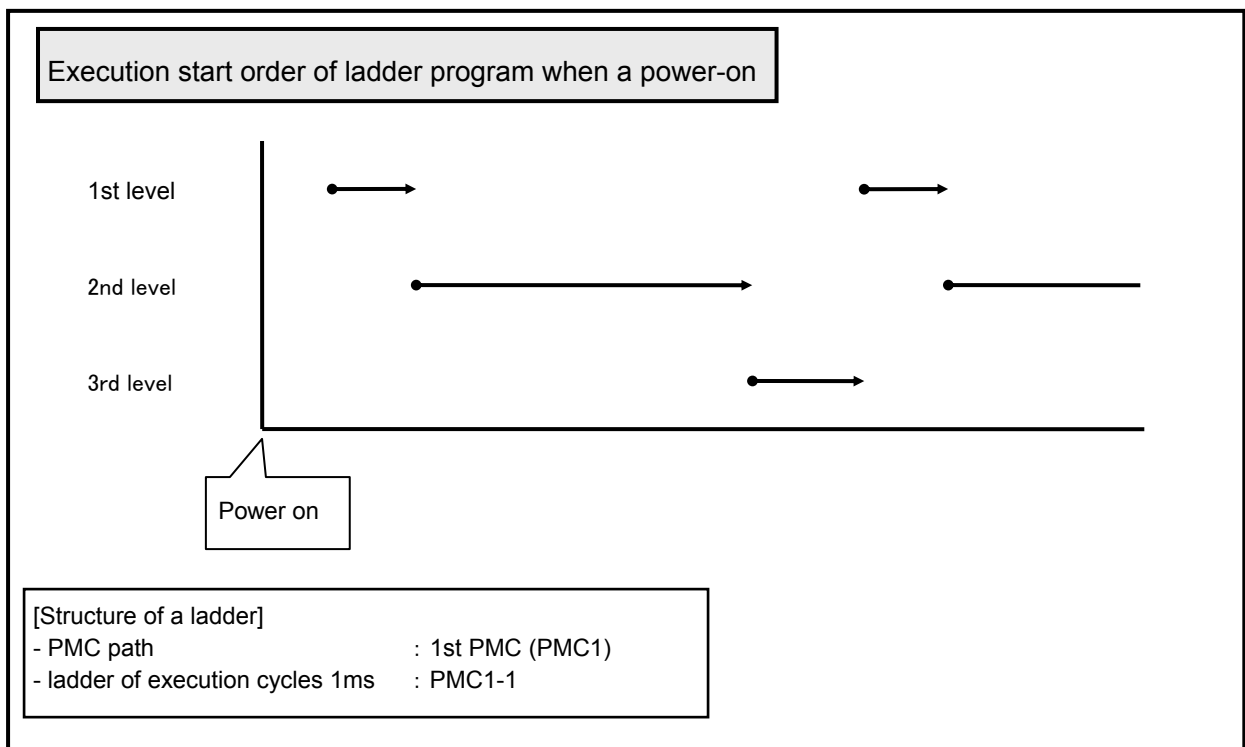 Execution start order of ladder program when a power-on
1st level
2nd level
3rd level
Power on
[Structure of a ladder]
- PMC path : 1st PMC (PMC1)
- ladder of execution cycles 1ms : PMC1-1